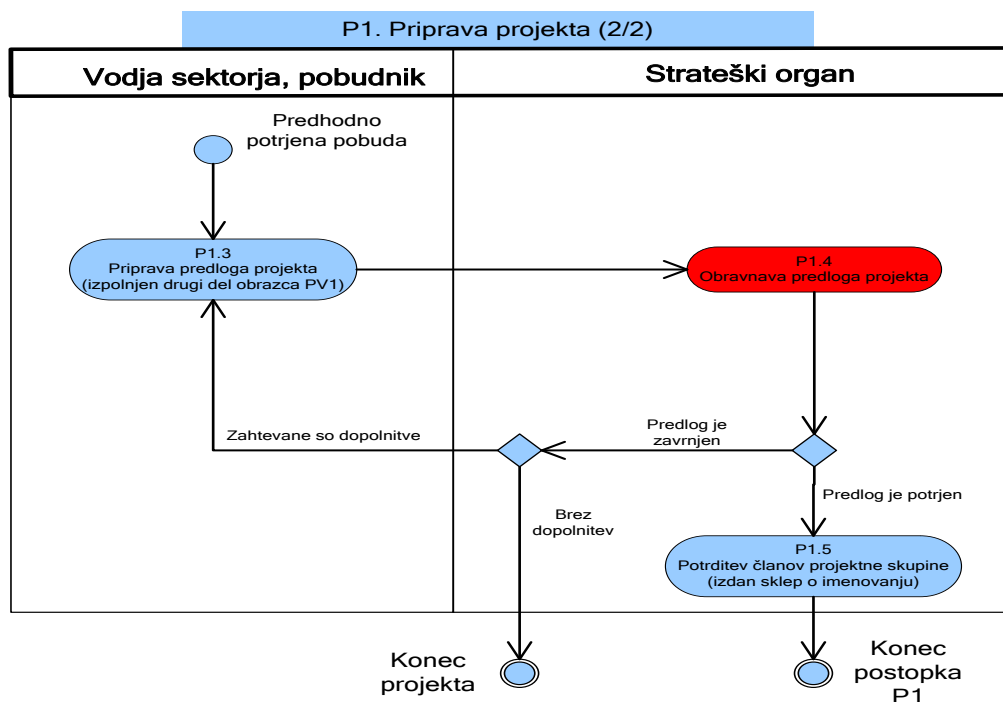 P1. Priprava projekta (2/2)
Vodja sektorja, pobudnik
Strateški organ
Predhodno
potrjena pobuda
P1.3
Priprava predloga projekta
(izpolnjen drugi del obrazca PV1)
P1.4
Obravnava predloga projekta
Zahtevane so dopolnitve
Predlog je
zavrnjen
Predlog je potrjen
Brez
dopolnitev
P1.5
Potrditev članov projektne skupine
(izdan sklep o imenovanju)
Konec
projekta
Konec
postopka
P1